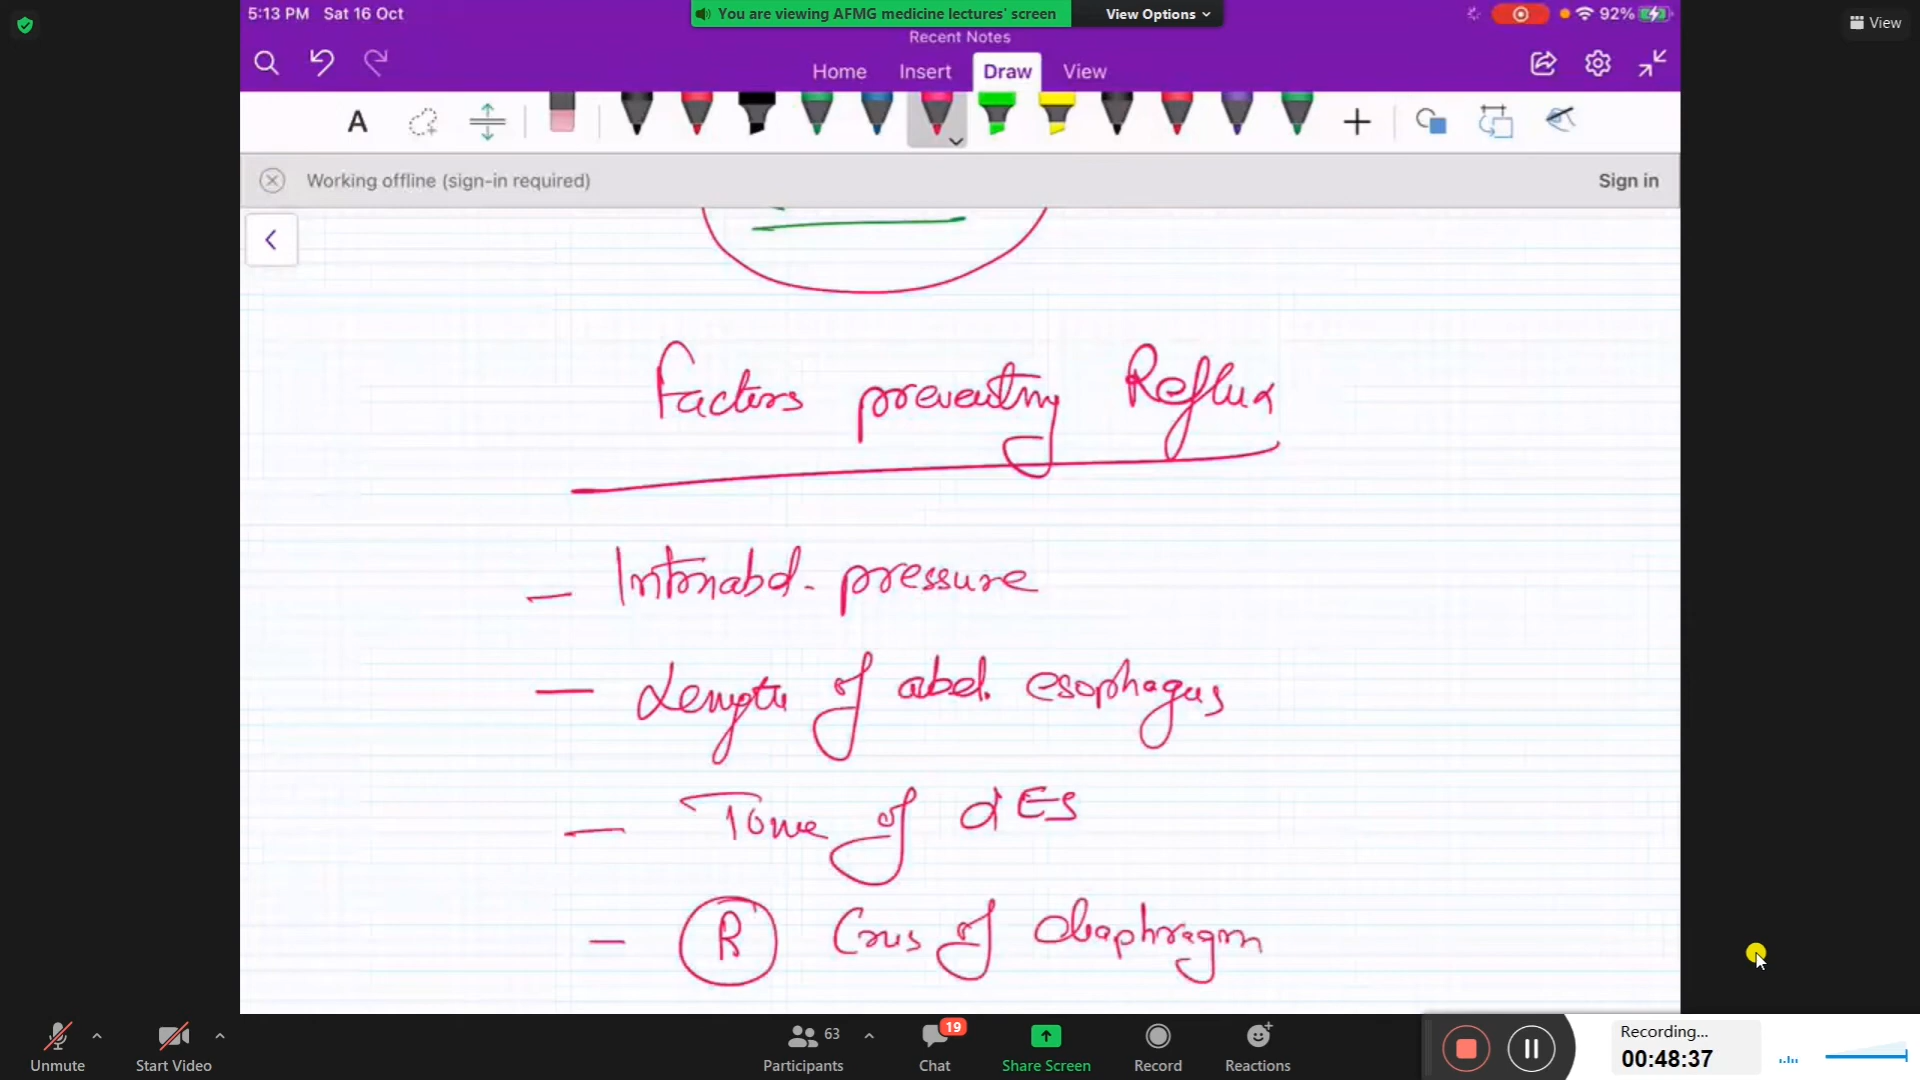 5:13 PM Sat 16 Oct
You are viewing AFMG medicine lectures' screen
View Options
92%
View
Recent Notes
Home Insert Draw View
A
Working offline (sign-in required)
Sign in
Factors preventing Reflux
- Intraabd. pressure
- Length of abd. esophagus
- Tone of LES
- R Crus of diaphragm
Unmute
Start Video
63
Participants
19
Chat
Share Screen
Record
Reactions
Recording...
00:48:37